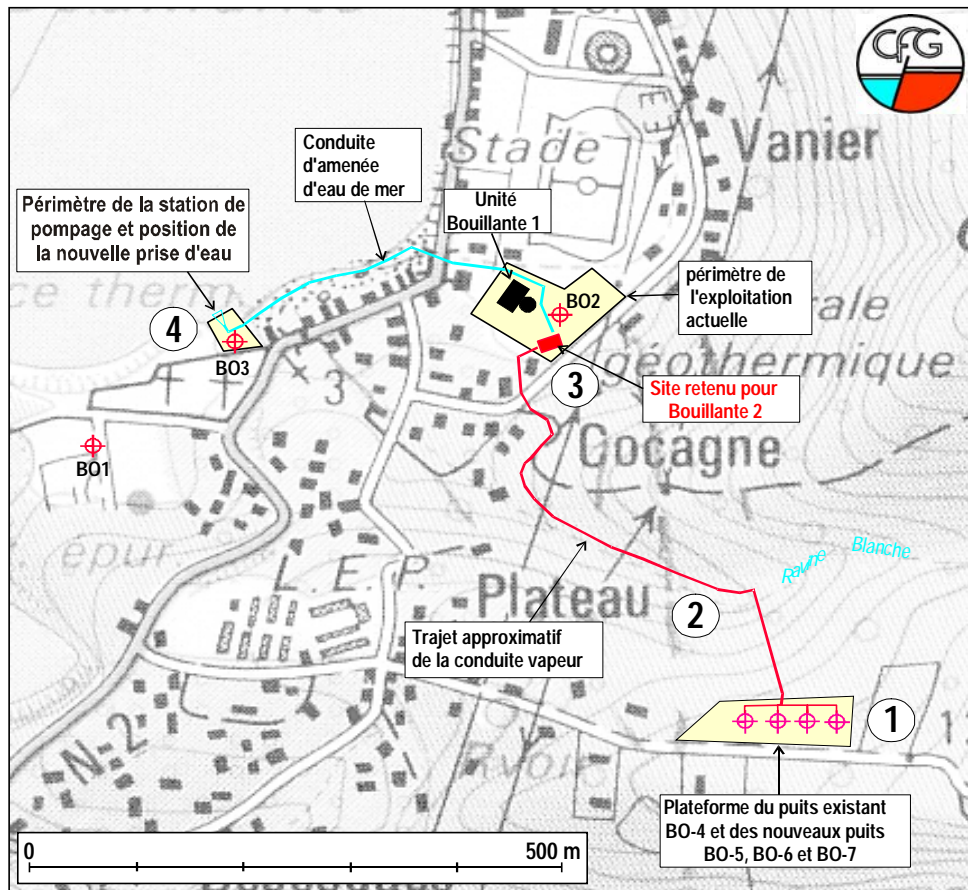 CFG
Vanier
Stade
Conduite
d'amenée
d'eau de mer
Unité
Bouillante 1
Périmètre de la station de
pompage et position de
la nouvelle prise d'eau
périmètre de
l'exploitation
actuelle
BO2
4
BO3
3
3
géothermique
Site retenu pour
Bouillante 2
Cocagne
BO1
épur
Ravine Blanche
L.E.P.
Plateau
2
Trajet approximatif
de la conduite vapeur
1
N-2
Plateforme du puits existant
BO-4 et des nouveaux puits
BO-5, BO-6 et BO-7
0
500 m